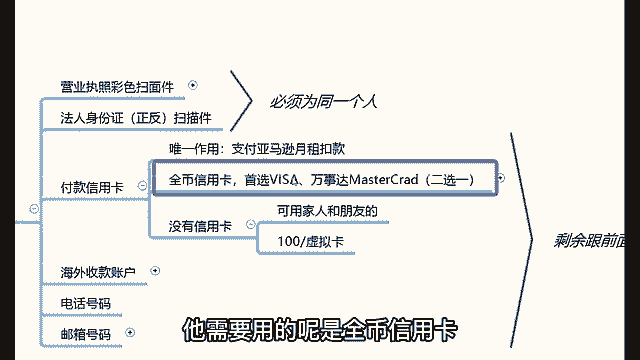 营业执照彩色扫面件
必须为同一个人
法人身份证（正反）扫描件
唯一作用：支付亚马逊月租扣款
全币信用卡，首选VISA、万事达MasterCrad（二选一）
付款信用卡
可用家人和朋友的
没有信用卡
100/虚拟卡
剩余跟前面
海外收款账户
电话号码
邮箱号码
他需要用的呢是全币信用卡